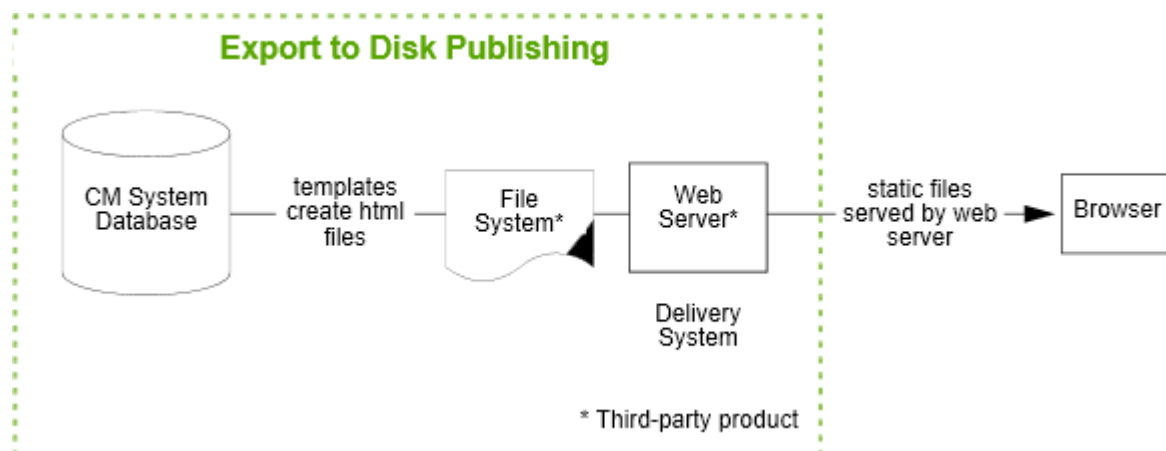 Export to Disk Publishing
CM System
Database
templates
create html
files
File
System*
Web
Server*
static files
served by web
server
Browser
Delivery
System
* Third-party product